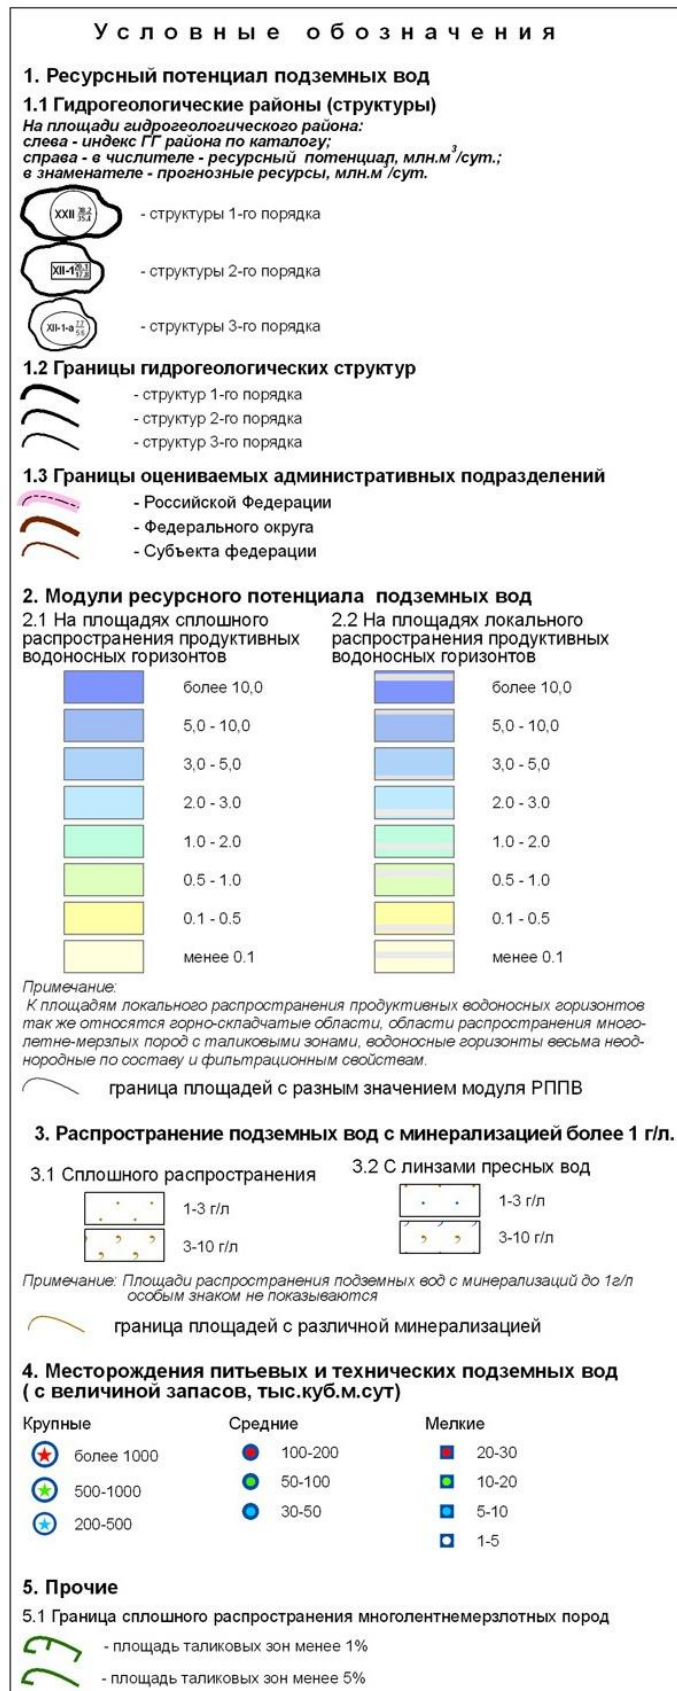 Условные обозначения
1. Ресурсный потенциал подземных вод
1.1 Гидрогеологические районы (структуры)
На площади гидрогеологического района:
слева - индекс ГГ района по каталогу;
справа - в числителе - ресурсный потенциал, млн.м³/сут.;
в знаменателе - прогнозные ресурсы, млн.м³/сут.
XXII
- структуры 1-го порядка
XII-1
- структуры 2-го порядка
XII-1-а
- структуры 3-го порядка
1.2 Границы гидрогеологических структур
- структур 1-го порядка
- структур 2-го порядка
- структур 3-го порядка
1.3 Границы оцениваемых административных подразделений
- Российской Федерации
- Федерального округа
- Субъекта федерации
2. Модули ресурсного потенциала подземных вод
2.1 На площадях сплошного
распространения продуктивных
водоносных горизонтов
более 10,0
5,0 - 10,0
3,0 - 5,0
2.0 - 3.0
1.0 - 2.0
0.5 - 1.0
0.1 - 0.5
менее 0.1
2.2 На площадях локального
распространения продуктивных
водоносных горизонтов
более 10,0
5,0 - 10,0
3,0 - 5,0
2.0 - 3.0
1.0 - 2.0
0.5 - 1.0
0.1 - 0.5
менее 0.1
Примечание:
К площадям локального распространения продуктивных водоносных горизонтов
так же относятся горно-складчатые области, области распространения много-
летне-мерзлых пород с таликовыми зонами, водоносные горизонты весьма неод-
нородные по составу и фильтрационным свойствам.
граница площадей с разным значением модуля РППВ
3. Распространение подземных вод с минерализацией более 1 г/л.
3.1 Сплошного распространения
1-3 г/л
3-10 г/л
3.2 С линзами пресных вод
1-3 г/л
3-10 г/л
Примечание: Площади распространения подземных вод с минерализаций до 1г/л
особым знаком не показываются
граница площадей с различной минерализацией
4. Месторождения питьевых и технических подземных вод
( с величиной запасов, тыс.куб.м.сут)
Крупные
более 1000
500-1000
200-500
Средние
100-200
50-100
30-50
Мелкие
20-30
10-20
5-10
1-5
5. Прочие
5.1 Граница сплошного распространения многолентнемерзлотных пород
- площадь таликовых зон менее 1%
- площадь таликовых зон менее 5%